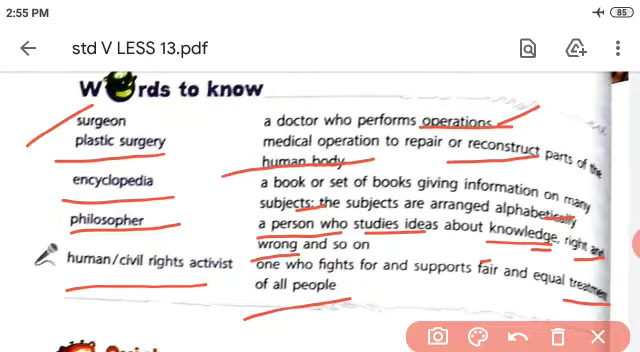 2:55 PM
85
std V LESS 13.pdf
Words to know
surgeon a doctor who performs operations
plastic surgery medical operation to repair or reconstruct parts of the
human body
encyclopedia a book or set of books giving information on many
subjects: the subjects are arranged alphabetically
philosopher a person who studies ideas about knowledge, right and
wrong and so on
human/civil rights activist one who fights for and supports fair and equal treatment
of all people